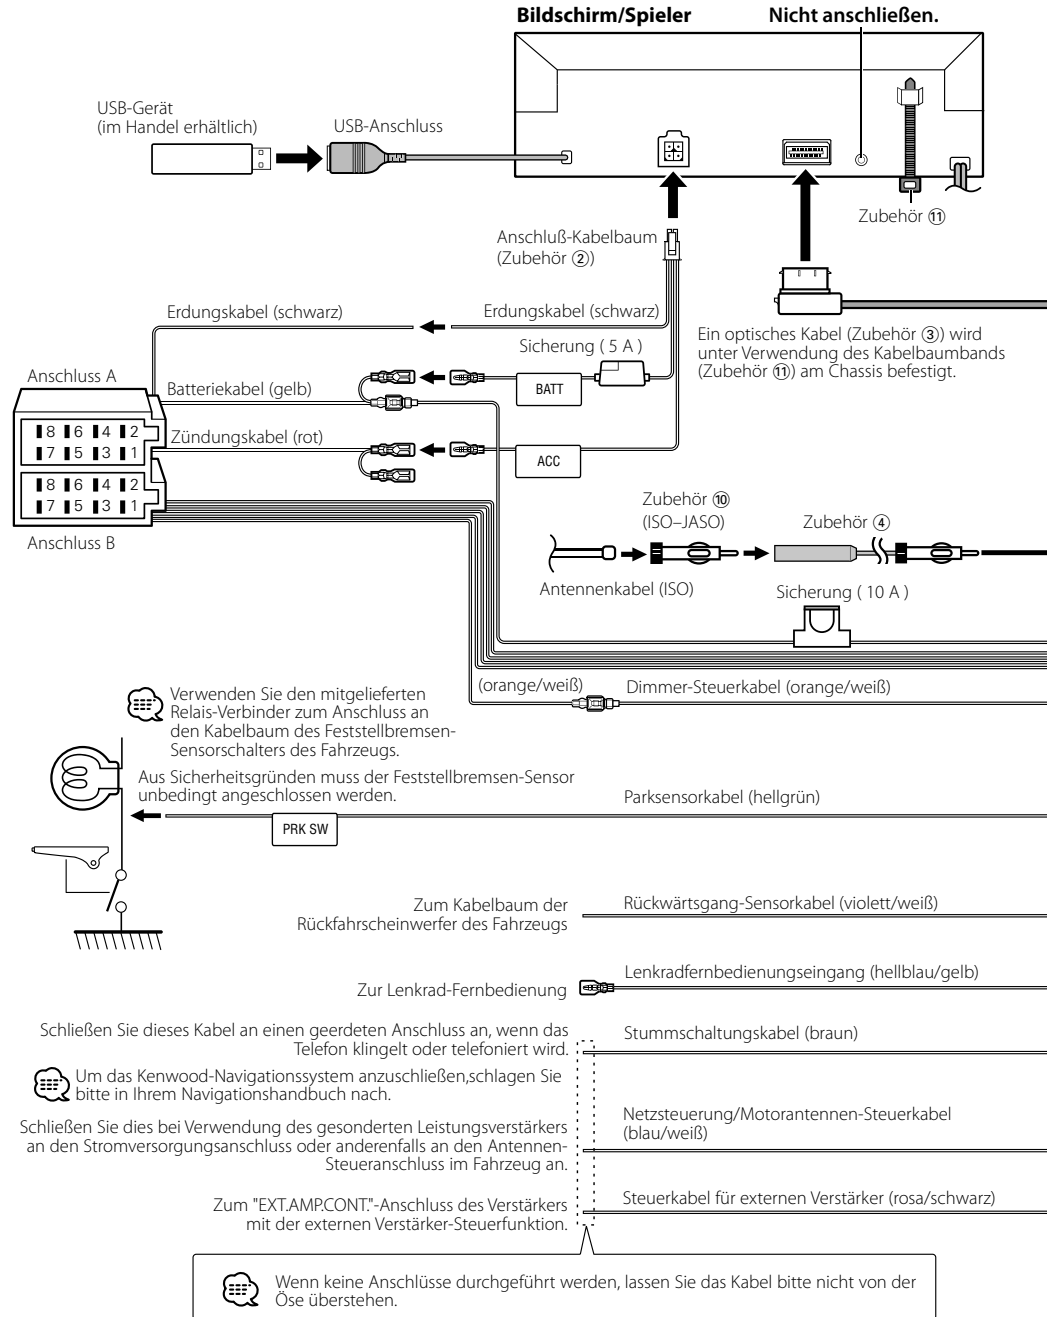 Bildschirm/Spieler
Nicht anschließen.
USB-Gerät
(im Handel erhältlich)
USB-Anschluss
Zubehör ⑪
Anschluß-Kabelbaum
(Zubehör ②)
Erdungskabel (schwarz)
Erdungskabel (schwarz)
Ein optisches Kabel (Zubehör ③) wird
unter Verwendung des Kabelbaumbands
(Zubehör ⑪) am Chassis befestigt.
Sicherung ( 5 A )
Anschluss A
Batteriekabel (gelb)
BATT
8 6 4 2
7 5 3 1
Zündungskabel (rot)
ACC
8 6 4 2
7 5 3 1
Anschluss B
Zubehör ⑩
(ISO–JASO)
Zubehör ④
Antennenkabel (ISO)
Sicherung ( 10 A )
(orange/weiß)
Dimmer-Steuerkabel (orange/weiß)
Verwenden Sie den mitgelieferten
Relais-Verbinder zum Anschluss an
den Kabelbaum des Feststellbremsen-
Sensorschalters des Fahrzeugs.
Aus Sicherheitsgründen muss der Feststellbremsen-Sensor
unbedingt angeschlossen werden.
Parksensorkabel (hellgrün)
PRK SW
Zum Kabelbaum der
Rückfahrscheinwerfer des Fahrzeugs
Rückwärtsgang-Sensorkabel (violett/weiß)
Zur Lenkrad-Fernbedienung
Lenkradfernbedienungseingang (hellblau/gelb)
Schließen Sie dieses Kabel an einen geerdeten Anschluss an, wenn das
Telefon klingelt oder telefoniert wird.
Stummschaltungskabel (braun)
Um das Kenwood-Navigationssystem anzuschließen,schlagen Sie
bitte in Ihrem Navigationshandbuch nach.
Schließen Sie dies bei Verwendung des gesonderten Leistungsverstärkers
an den Stromversorgungsanschluss oder anderenfalls an den Antennen-
Steueranschluss im Fahrzeug an.
Netzsteuerung/Motorantennen-Steuerkabel
(blau/weiß)
Zum "EXT.AMP.CONT."-Anschluss des Verstärkers
mit der externen Verstärker-Steuerfunktion.
Steuerkabel für externen Verstärker (rosa/schwarz)
Wenn keine Anschlüsse durchgeführt werden, lassen Sie das Kabel bitte nicht von der
Öse überstehen.